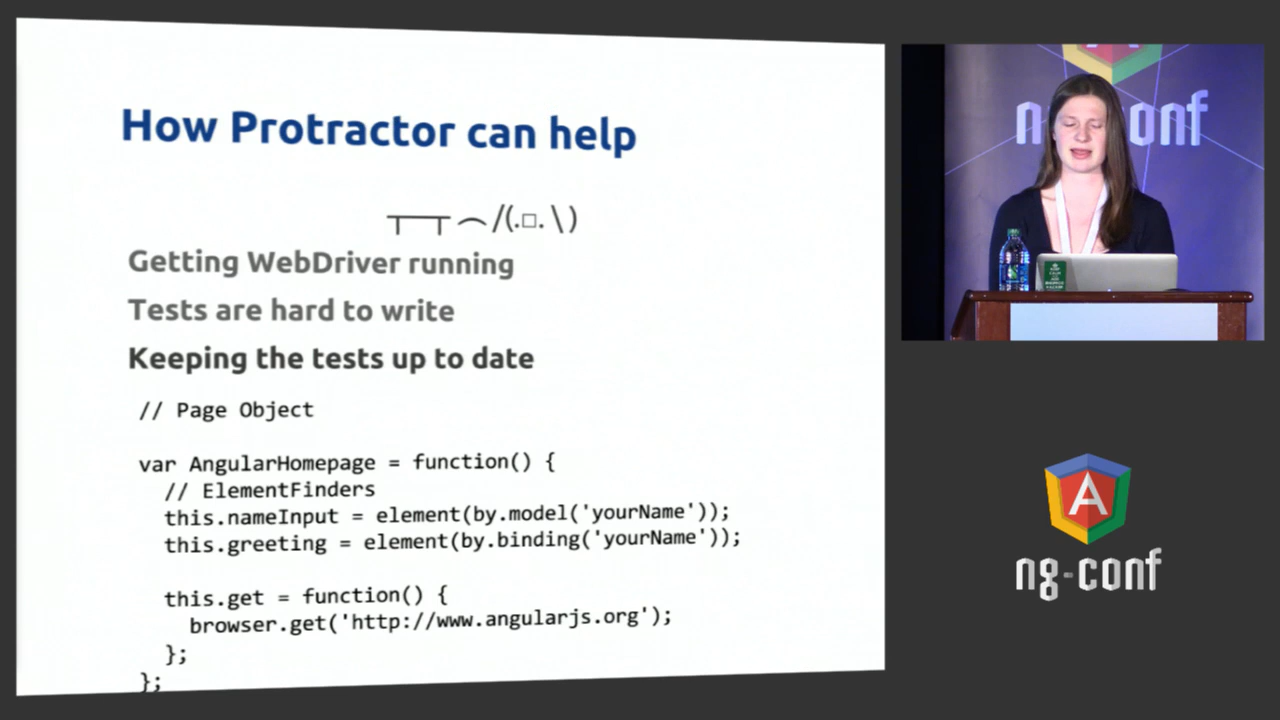 How Protractor can help
┬─┬ ⌒ /(.□. \ )
Getting WebDriver running
Tests are hard to write
Keeping the tests up to date
// Page Object
var AngularHomepage = function() {
// ElementFinders
this.nameInput = element(by.model('yourName'));
this.greeting = element(by.binding('yourName'));
this.get = function() {
browser.get('http://www.angularjs.org');
};
};
A
ng-conf